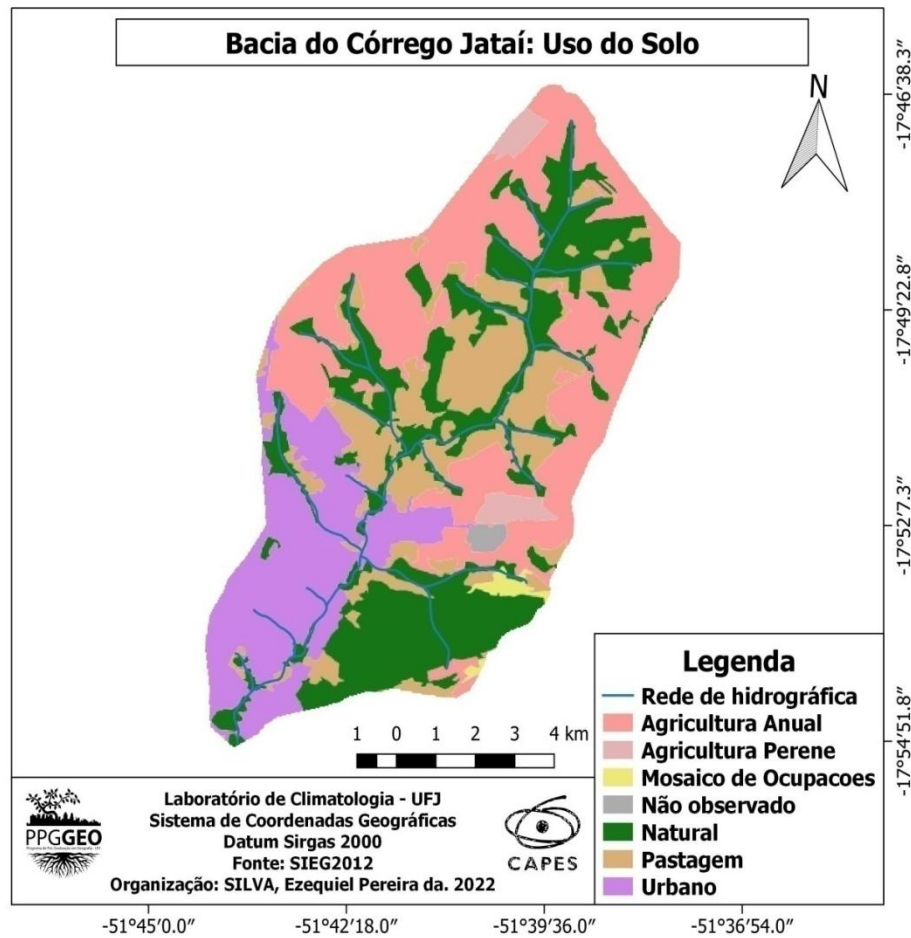 Bacia do Córrego Jataí: Uso do Solo
N
-17°46′38.3″
-17°49′22.8″
-17°52′7.3″
-17°54′51.8″
Legenda
Rede de hidrográfica
Agricultura Anual
Agricultura Perene
Mosaico de Ocupacoes
Não observado
Natural
Pastagem
Urbano
1 0 1 2 3 4 km
PPGGEO
Laboratório de Climatologia - UFJ
Sistema de Coordenadas Geográficas
Datum Sirgas 2000
Fonte: SIEG2012
Organização: SILVA, Ezequiel Pereira da. 2022
CAPES
-51°45′0.0″
-51°42′18.0″
-51°39′36.0″
-51°36′54.0″